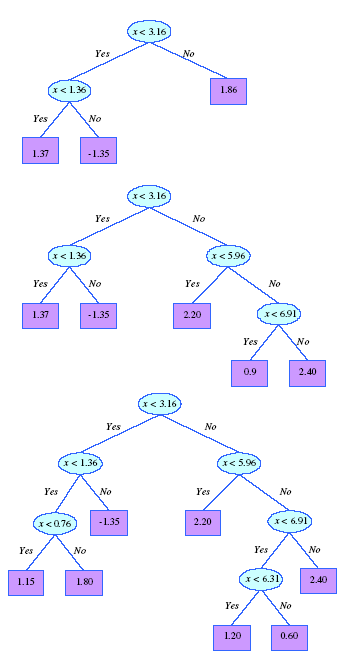 x < 3.16
Yes No
x < 1.36 1.86
Yes No
1.37 -1.35
x < 3.16
Yes No
x < 1.36 x < 5.96
Yes No Yes No
1.37 -1.35 2.20 x < 6.91
Yes No
0.9 2.40
x < 3.16
Yes No
x < 1.36 x < 5.96
Yes No Yes No
x < 0.76 -1.35 2.20 x < 6.91
Yes No Yes No
1.15 1.80 x < 6.31 2.40
Yes No
1.20 0.60